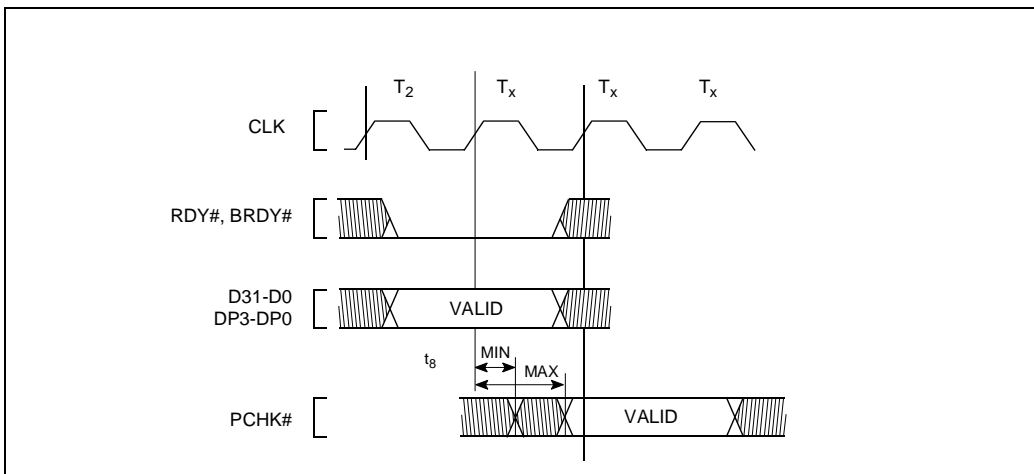 T2 Tx Tx Tx
CLK
RDY#, BRDY#
D31-D0
DP3-DP0
VALID
t8
MIN
MAX
PCHK#
VALID